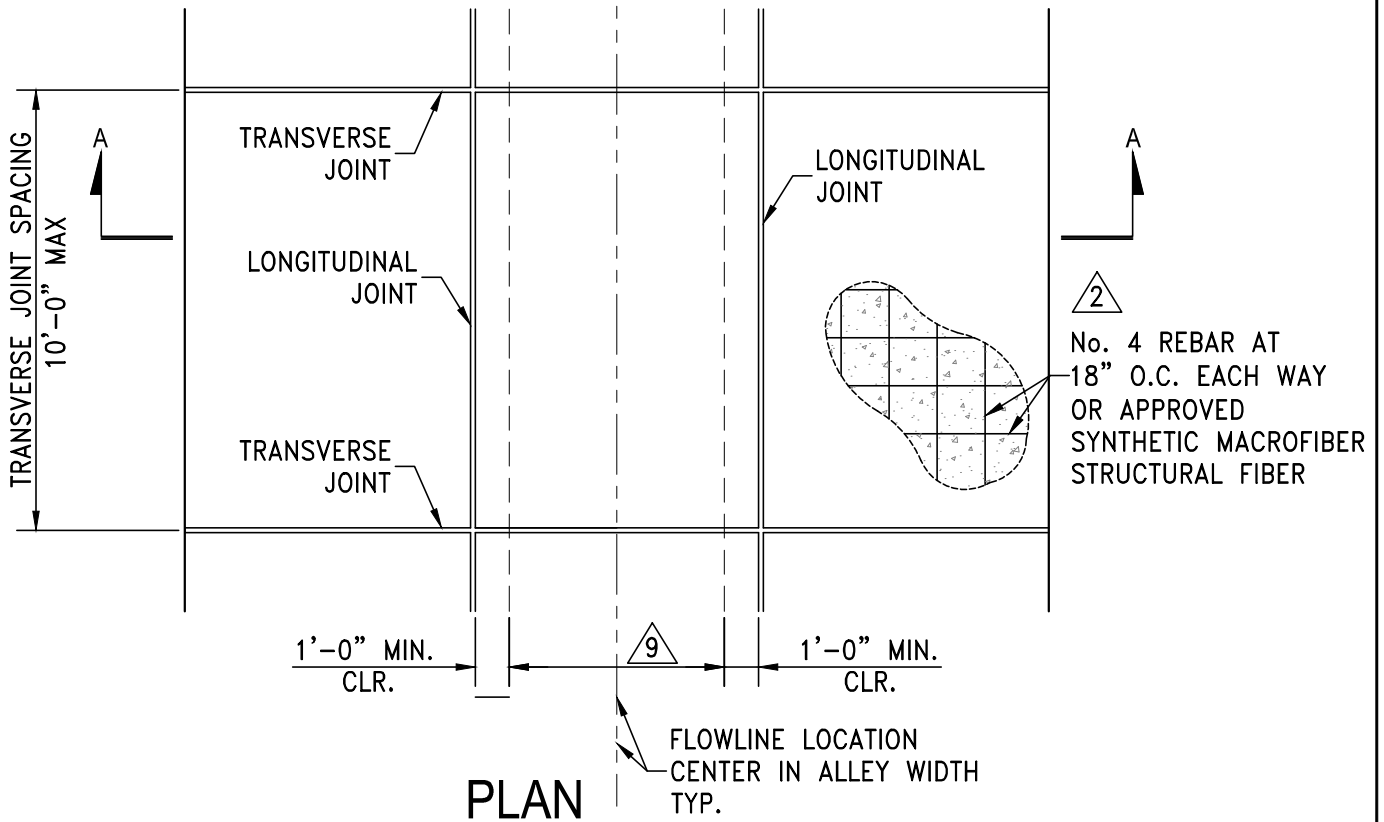 TRANSVERSE JOINT SPACING
10'-0" MAX
A
TRANSVERSE
JOINT
LONGITUDINAL
JOINT
A
LONGITUDINAL
JOINT
2
No. 4 REBAR AT
18" O.C. EACH WAY
OR APPROVED
SYNTHETIC MACROFIBER
STRUCTURAL FIBER
TRANSVERSE
JOINT
1'-0" MIN.
CLR.
9
1'-0" MIN.
CLR.
FLOWLINE LOCATION
CENTER IN ALLEY WIDTH
TYP.
PLAN